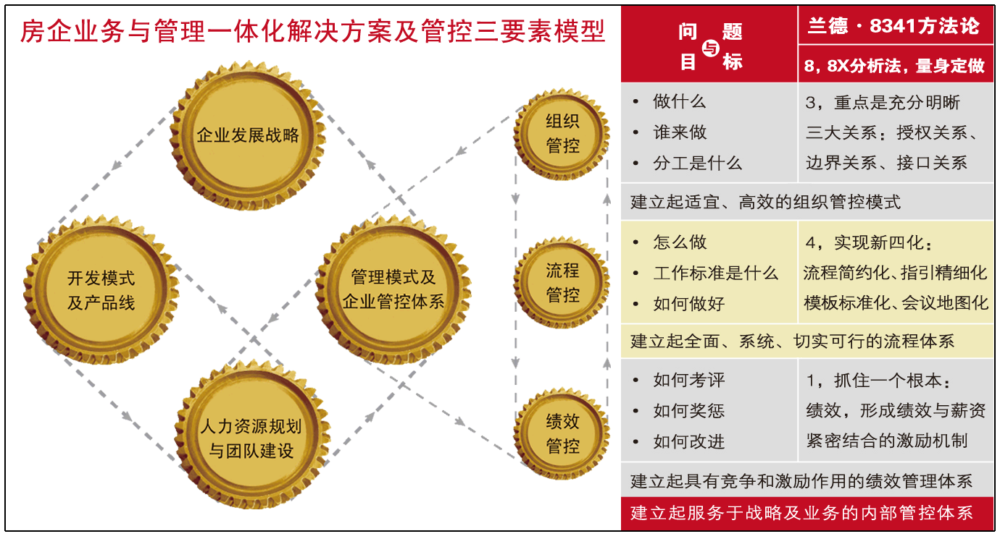 房企业务与管理一体化解决方案及管控三要素模型
企业发展战略
开发模式
及产品线
管理模式及
企业管控体系
人力资源规划
与团队建设
组织
管控
流程
管控
绩效
管控
问 题
与
目 标
兰德·8341方法论
8，8X分析法，量身定做
• 做什么
• 谁来做
• 分工是什么
3，重点是充分明晰
三大关系：授权关系、
边界关系、接口关系
建立起适宜、高效的组织管控模式
• 怎么做
• 工作标准是什么
• 如何做好
4，实现新四化：
流程简约化、指引精细化
模板标准化、会议地图化
建立起全面、系统、切实可行的流程体系
• 如何考评
• 如何奖惩
• 如何改进
1，抓住一个根本：
绩效，形成绩效与薪资
紧密结合的激励机制
建立起具有竞争和激励作用的绩效管理体系
建立起服务于战略及业务的内部管控体系